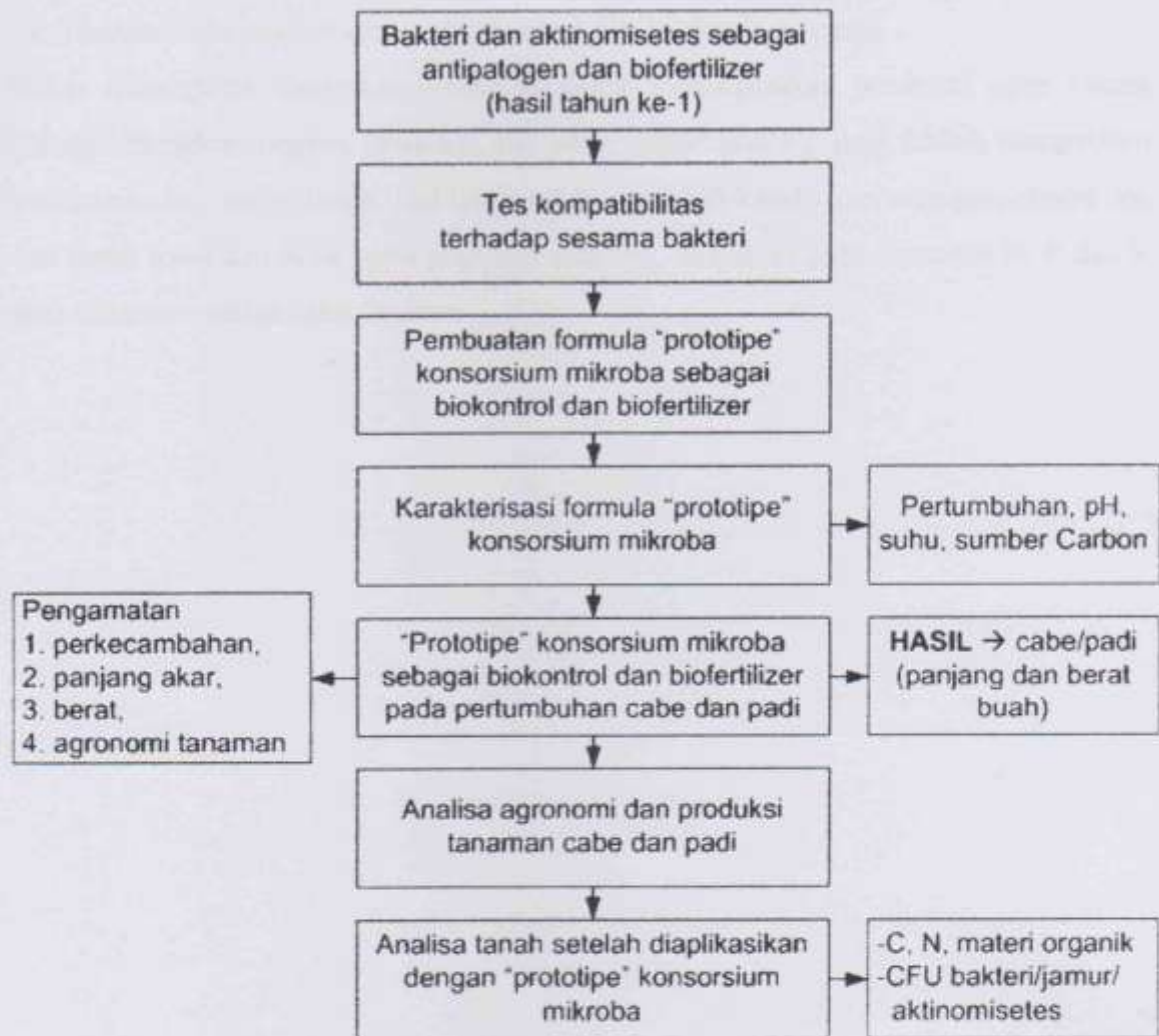 Bakteri dan aktinomisetes sebagai
antipatogen dan biofertilizer
(hasil tahun ke-1)
Tes kompatibilitas
terhadap sesama bakteri
Pembuatan formula "prototipe"
konsorsium mikroba sebagai
biokontrol dan biofertilizer
Karakterisasi formula "prototipe"
konsorsium mikroba
Pertumbuhan, pH,
suhu, sumber Carbon
Pengamatan
1. perkecambahan,
2. panjang akar,
3. berat,
4. agronomi tanaman
"Prototipe" konsorsium mikroba
sebagai biokontrol dan biofertilizer
pada pertumbuhan cabe dan padi
HASIL → cabe/padi
(panjang dan berat
buah)
Analisa agronomi dan produksi
tanaman cabe dan padi
Analisa tanah setelah diaplikasikan
dengan "prototipe" konsorsium
mikroba
-C, N, materi organik
-CFU bakteri/jamur/
aktinomisetes